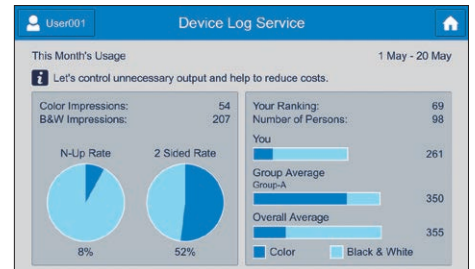 User001
Device Log Service
This Month's Usage
1 May - 20 May
i Let's control unnecessary output and help to reduce costs.
Color Impressions: 54
B&W Impressions: 207
N-Up Rate
2 Sided Rate
8%
52%
Your Ranking: 69
Number of Persons: 98
You
261
Group Average
Group-A
350
Overall Average
355
Color
Black & White